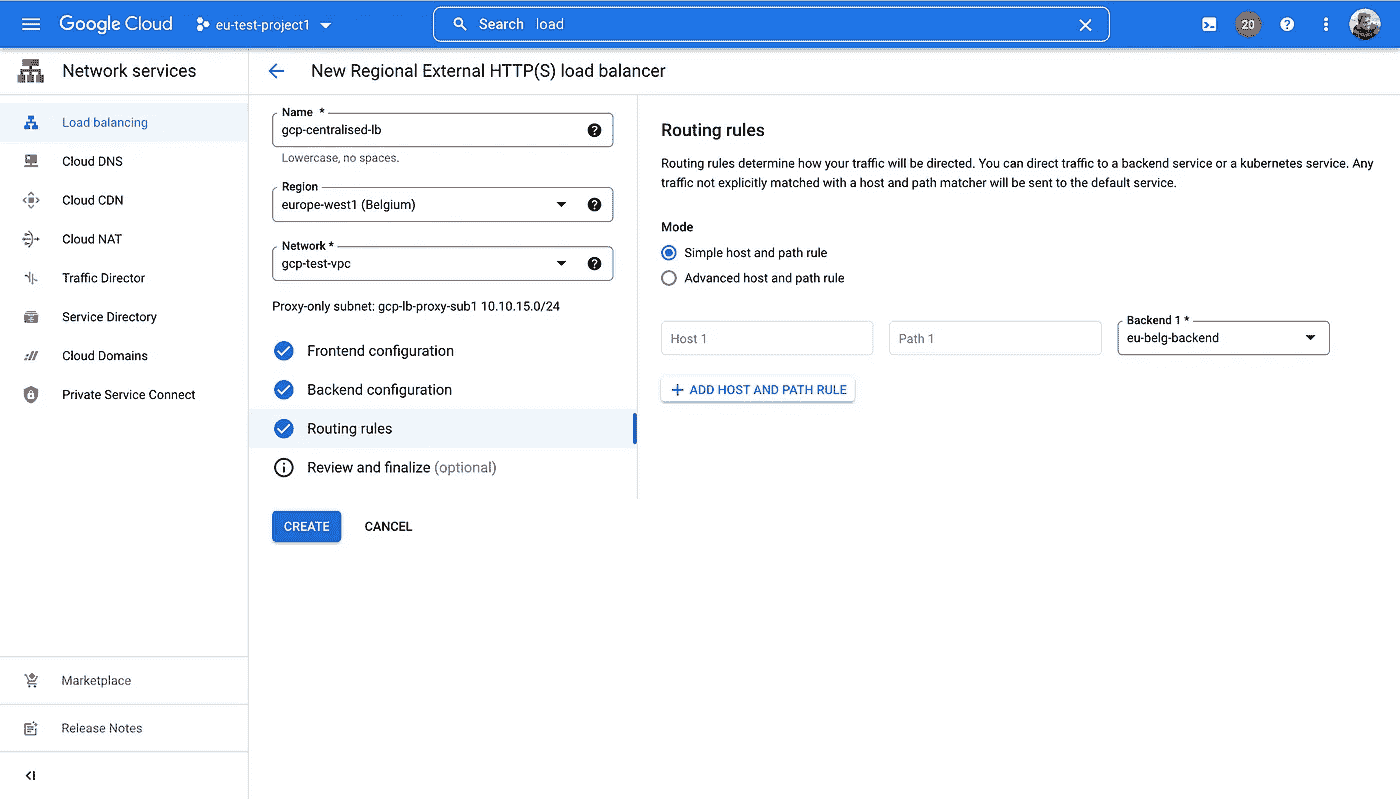 Google Cloud
eu-test-project1
Search load
20
Network services
New Regional External HTTP(S) load balancer
Load balancing
Cloud DNS
Cloud CDN
Cloud NAT
Traffic Director
Service Directory
Cloud Domains
Private Service Connect
Marketplace
Release Notes
Name *
gcp-centralised-lb
Lowercase, no spaces.
Region
europe-west1 (Belgium)
Network *
gcp-test-vpc
Proxy-only subnet: gcp-lb-proxy-sub1 10.10.15.0/24
Frontend configuration
Backend configuration
Routing rules
Review and finalize (optional)
CREATE
CANCEL
Routing rules
Routing rules determine how your traffic will be directed. You can direct traffic to a backend service or a kubernetes service. Any
traffic not explicitly matched with a host and path matcher will be sent to the default service.
Mode
Simple host and path rule
Advanced host and path rule
Host 1
Path 1
Backend 1 *
eu-belg-backend
ADD HOST AND PATH RULE